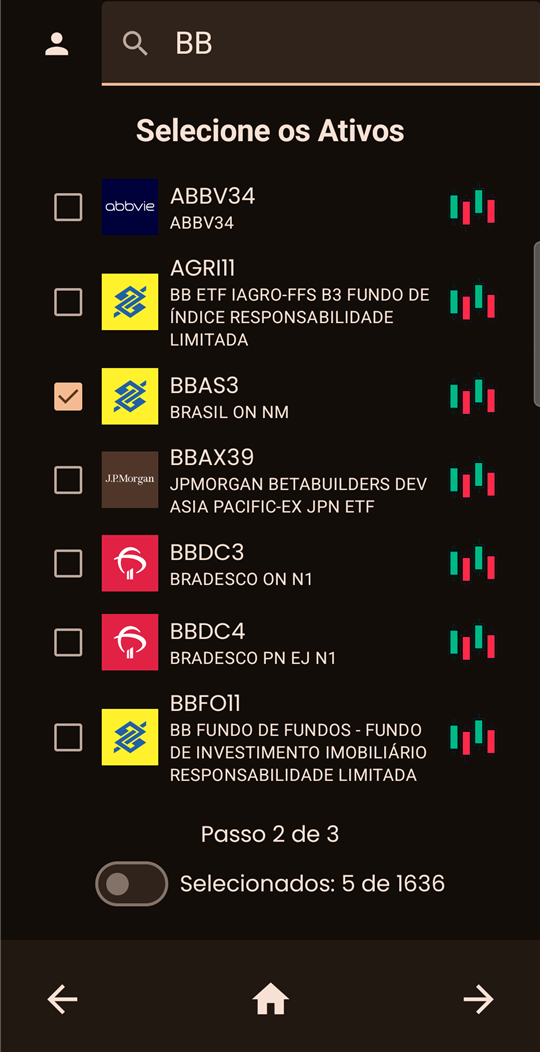 BB
Selecione os Ativos
abbvie
ABBV34
ABBV34
AGRI11
BB ETF IAGRO-FFS B3 FUNDO DE
ÍNDICE RESPONSABILIDADE
LIMITADA
BBAS3
BRASIL ON NM
J.P.Morgan
BBAX39
JPMORGAN BETABUILDERS DEV
ASIA PACIFIC-EX JPN ETF
BBDC3
BRADESCO ON N1
BBDC4
BRADESCO PN EJ N1
BBFO11
BB FUNDO DE FUNDOS - FUNDO
DE INVESTIMENTO IMOBILIÁRIO
RESPONSABILIDADE LIMITADA
Passo 2 de 3
Selecionados: 5 de 1636